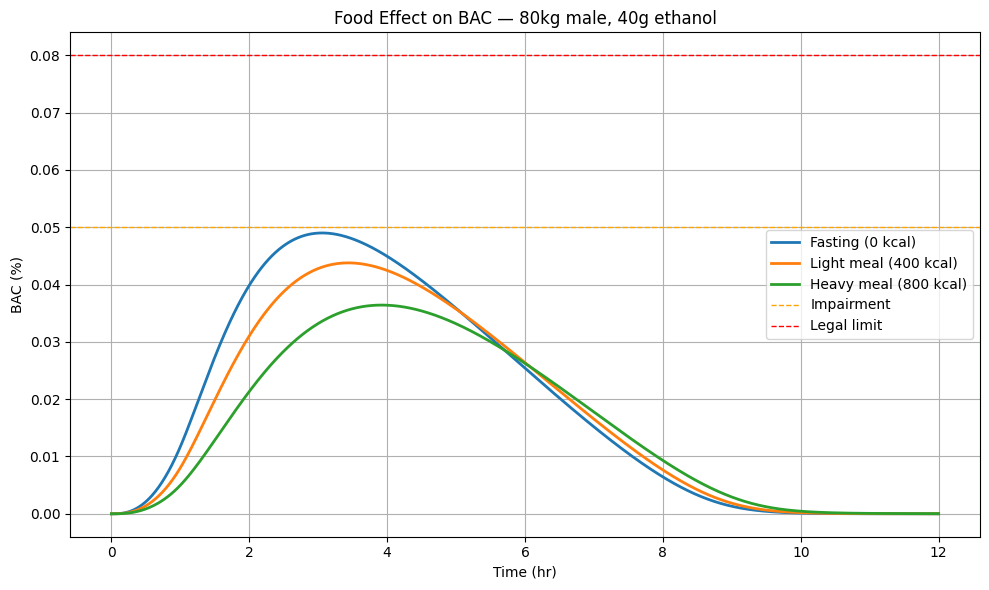 Food Effect on BAC — 80kg male, 40g ethanol
BAC (%)
0.08
0.07
0.06
0.05
0.04
0.03
0.02
0.01
0.00
Fasting (0 kcal)
Light meal (400 kcal)
Heavy meal (800 kcal)
Impairment
Legal limit
0 2 4 6 8 10 12
Time (hr)